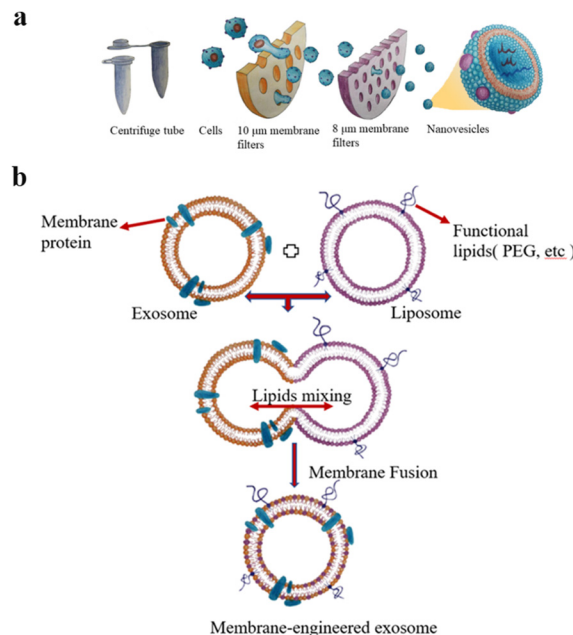 a
Centrifuge tube
Cells
10 μm membrane
filters
8 μm membrane
filters
Nanovesicles
b
Membrane
protein
Functional
lipids( PEG, etc )
Exosome
Liposome
Lipids mixing
Membrane Fusion
Membrane-engineered exosome